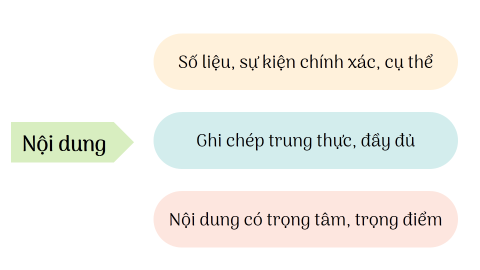 Số liệu, sự kiện chính xác, cụ thể
Nội dung
Ghi chép trung thực, đầy đủ
Nội dung có trọng tâm, trọng điểm